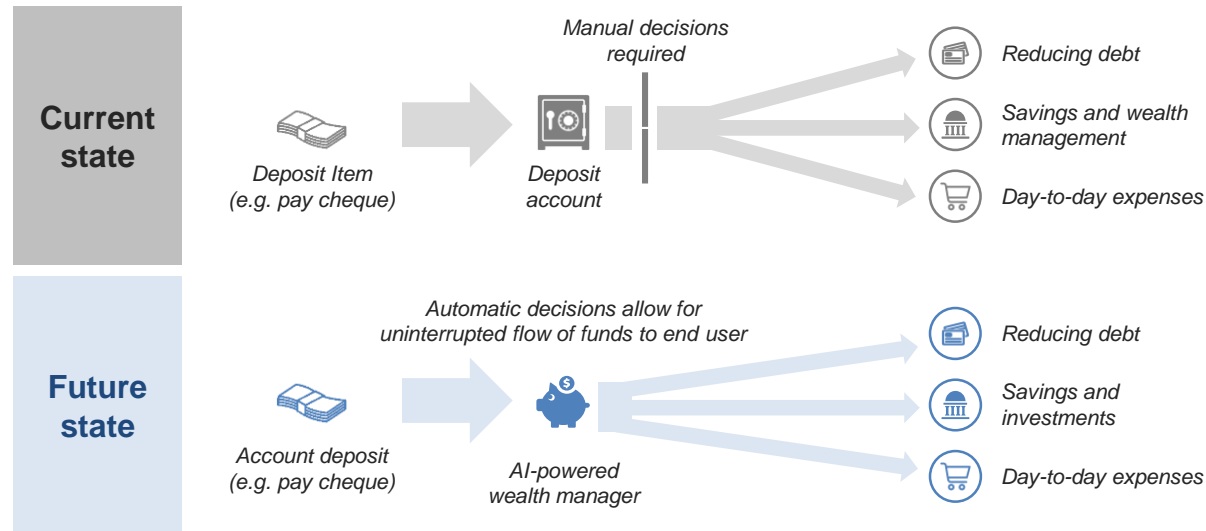 Current
state
Deposit Item
(e.g. pay cheque)
Deposit
account
Manual decisions
required
Reducing debt
Savings and wealth
management
Day-to-day expenses
Future
state
Account deposit
(e.g. pay cheque)
Automatic decisions allow for
uninterrupted flow of funds to end user
$
AI-powered
wealth manager
Reducing debt
Savings and
investments
Day-to-day expenses